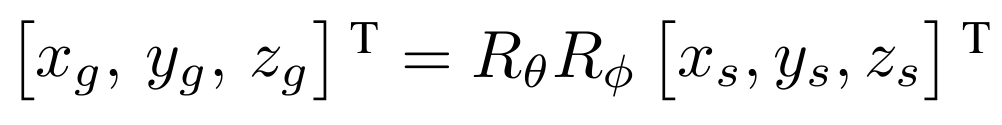 [x_g, y_g, z_g]^T = R_θ R_ϕ [x_s, y_s, z_s]^T